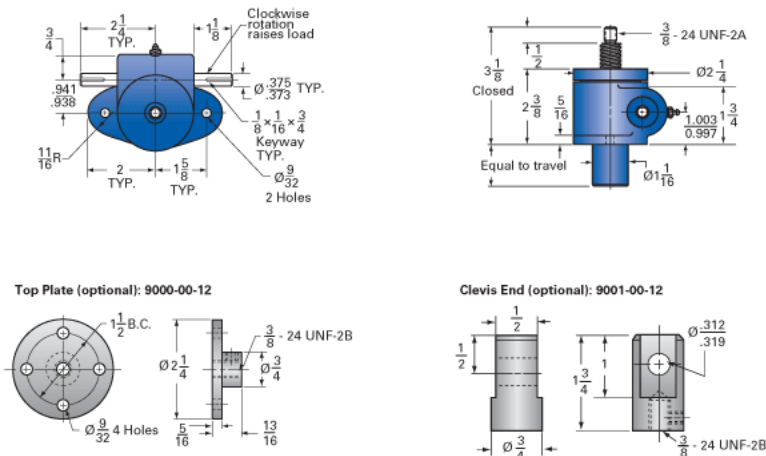 2 1/4
TYP.
1 1/8
Clockwise
rotation
raises load
3/4
.941
.938
Ø .375
.373 TYP.
1/8 × 1/16 × 3/4
Keyway
TYP.
11/16 R
2
TYP.
1 5/8
TYP.
Ø 9/32
2 Holes
3/8 - 24 UNF-2A
1/2
3 1/8
Closed
2 3/8
5/16
Ø2 1/4
1 3/4
1.003
0.997
Equal to travel
Ø1 1/16
Top Plate (optional): 9000-00-12
1 1/2 B.C.
Ø 9/32 4 Holes
3/8 - 24 UNF-2B
Ø2 1/4
Ø 3/4
5/16
13/16
Clevis End (optional): 9001-00-12
1/2
1/2
1 3/4
1
Ø .312
.319
Ø 3/4
3/8 - 24 UNF-2B